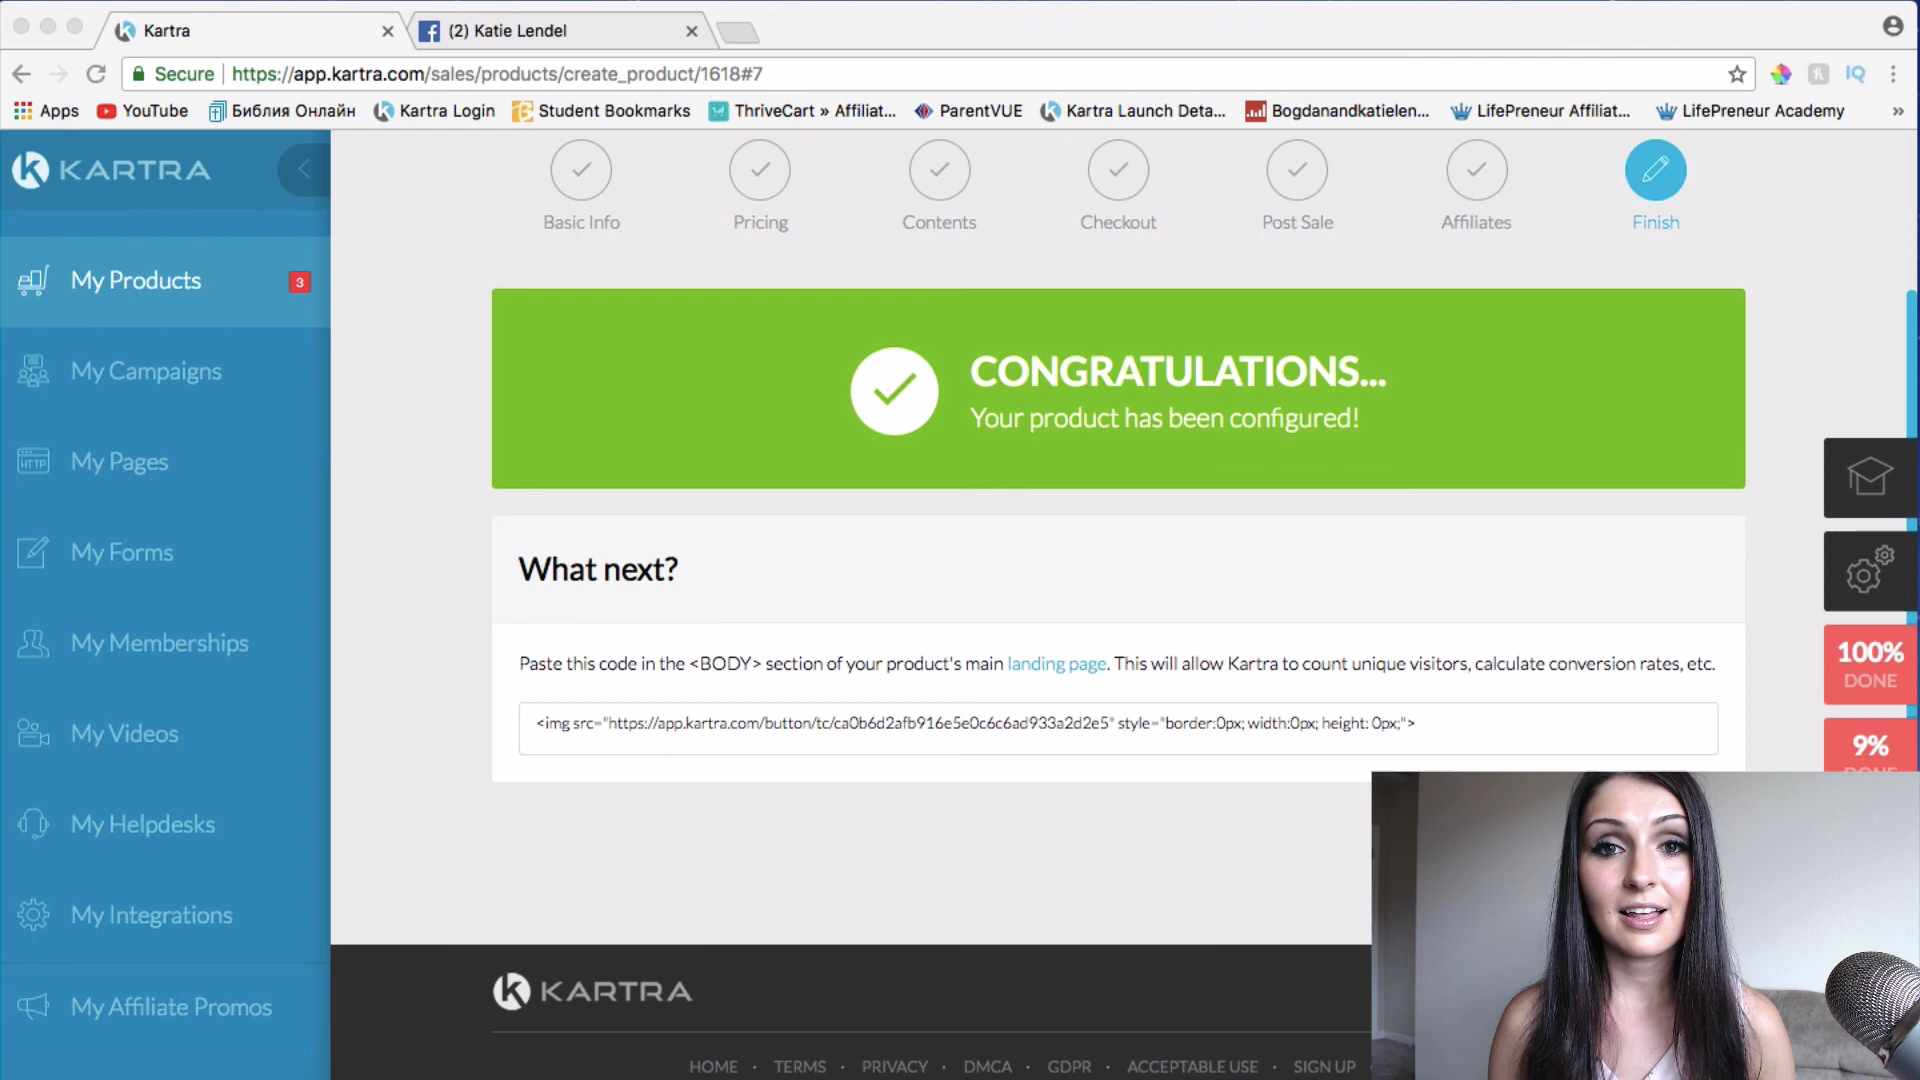 Kartra
(2) Katie Lendel
Secure https://app.kartra.com/sales/products/create_product/1618#7
IQ
Apps YouTube Библия Онлайн Kartra Login Student Bookmarks ThriveCart » Affiliat... ParentVUE Kartra Launch Deta... Bogdanandkatielen... LifePreneur Affiliat... LifePreneur Academy »
KARTRA
Basic Info Pricing Contents Checkout Post Sale Affiliates Finish
My Products 3
My Campaigns
HTTP My Pages
My Forms
My Memberships
My Videos
My Helpdesks
My Integrations
My Affiliate Promos
CONGRATULATIONS...
Your product has been configured!
What next?
Paste this code in the <BODY> section of your product's main landing page. This will allow Kartra to count unique visitors, calculate conversion rates, etc.
<img src="https://app.kartra.com/button/tc/ca0b6d2afb916e5e0c6c6ad933a2d2e5" style="border:0px; width:0px; height: 0px;">
100%
DONE
9%
DONE
KARTRA
HOME · TERMS · PRIVACY · DMCA · GDPR · ACCEPTABLE USE · SIGN UP